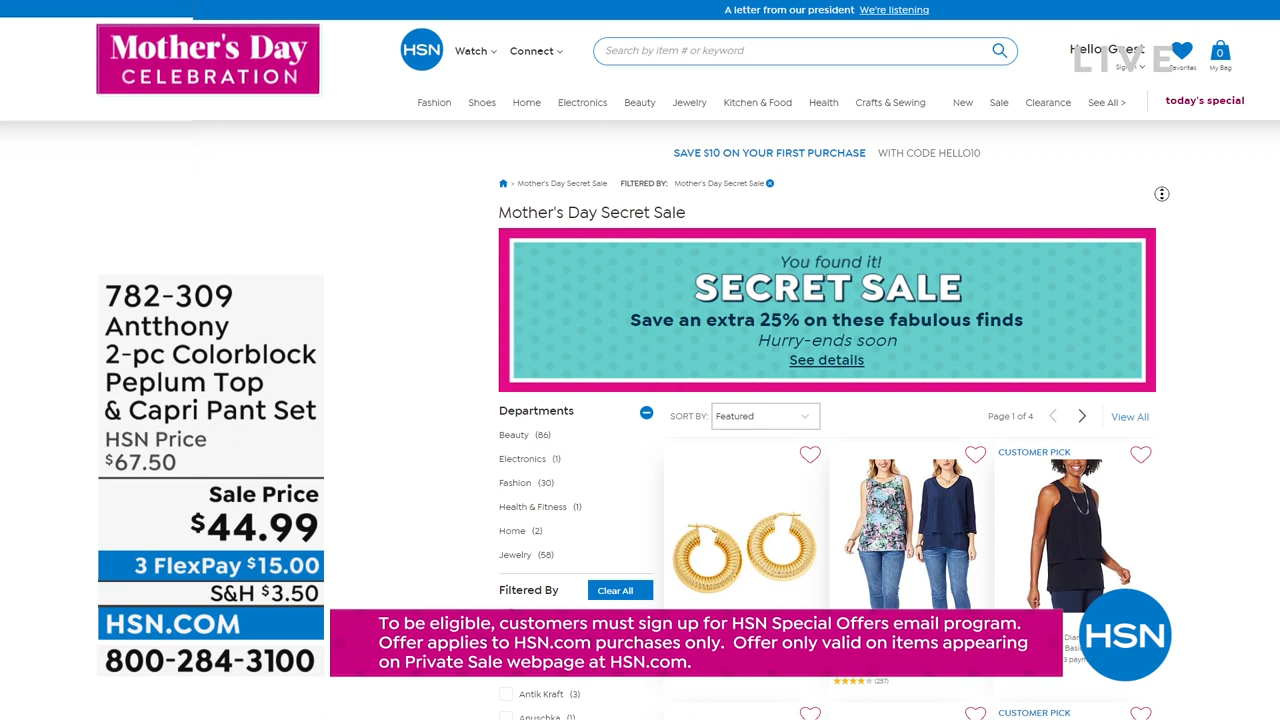 A letter from our president We're listening
Mother's Day
CELEBRATION
HSN
Watch
Connect
Search by item # or keyword
Hello Guest
LIVE
Favorites
0
My Bag
Fashion Shoes Home Electronics Beauty Jewelry Kitchen & Food Health Crafts & Sewing New Sale Clearance See All > today's special
SAVE $10 ON YOUR FIRST PURCHASE WITH CODE HELLO10
> Mother's Day Secret Sale FILTERED BY: Mother's Day Secret Sale
Mother's Day Secret Sale
You found it!
SECRET SALE
Save an extra 25% on these fabulous finds
Hurry-ends soon
See details
782-309
Antthony
2-pc Colorblock
Peplum Top
& Capri Pant Set
HSN Price
$67.50
Sale Price
$44.99
3 FlexPay $15.00
S&H $3.50
HSN.COM
800-284-3100
Departments
Beauty (86)
Electronics (1)
Fashion (30)
Health & Fitness (1)
Home (2)
Jewelry (58)
Filtered By Clear All
SORT BY: Featured
Page 1 of 4
View All
CUSTOMER PICK
To be eligible, customers must sign up for HSN Special Offers email program.
Offer applies to HSN.com purchases only. Offer only valid on items appearing
on Private Sale webpage at HSN.com.
HSN
(257)
Antik Kraft (3)
Anuschka (1)
CUSTOMER PICK